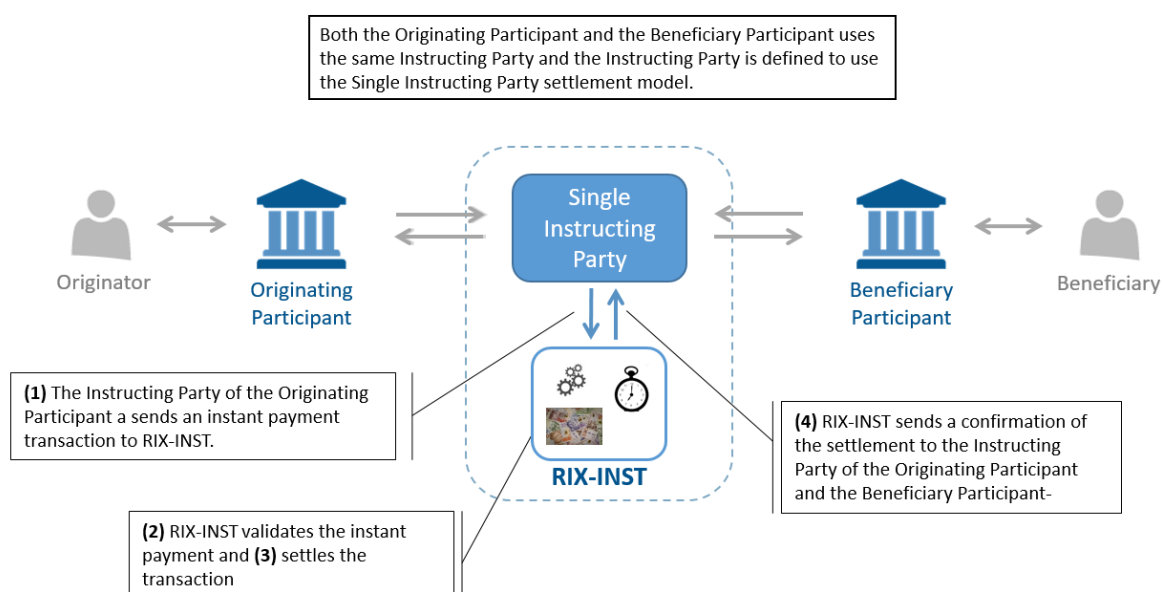 Both the Originating Participant and the Beneficiary Participant uses
the same Instructing Party and the Instructing Party is defined to use
the Single Instructing Party settlement model.
Single
Instructing
Party
Originator
Originating
Participant
Beneficiary
Participant
Beneficiary
(1) The Instructing Party of the Originating
Participant a sends an instant payment
transaction to RIX-INST.
RIX-INST
(4) RIX-INST sends a confirmation of
the settlement to the Instructing
Party of the Originating Participant
and the Beneficiary Participant-
(2) RIX-INST validates the instant
payment and (3) settles the
transaction